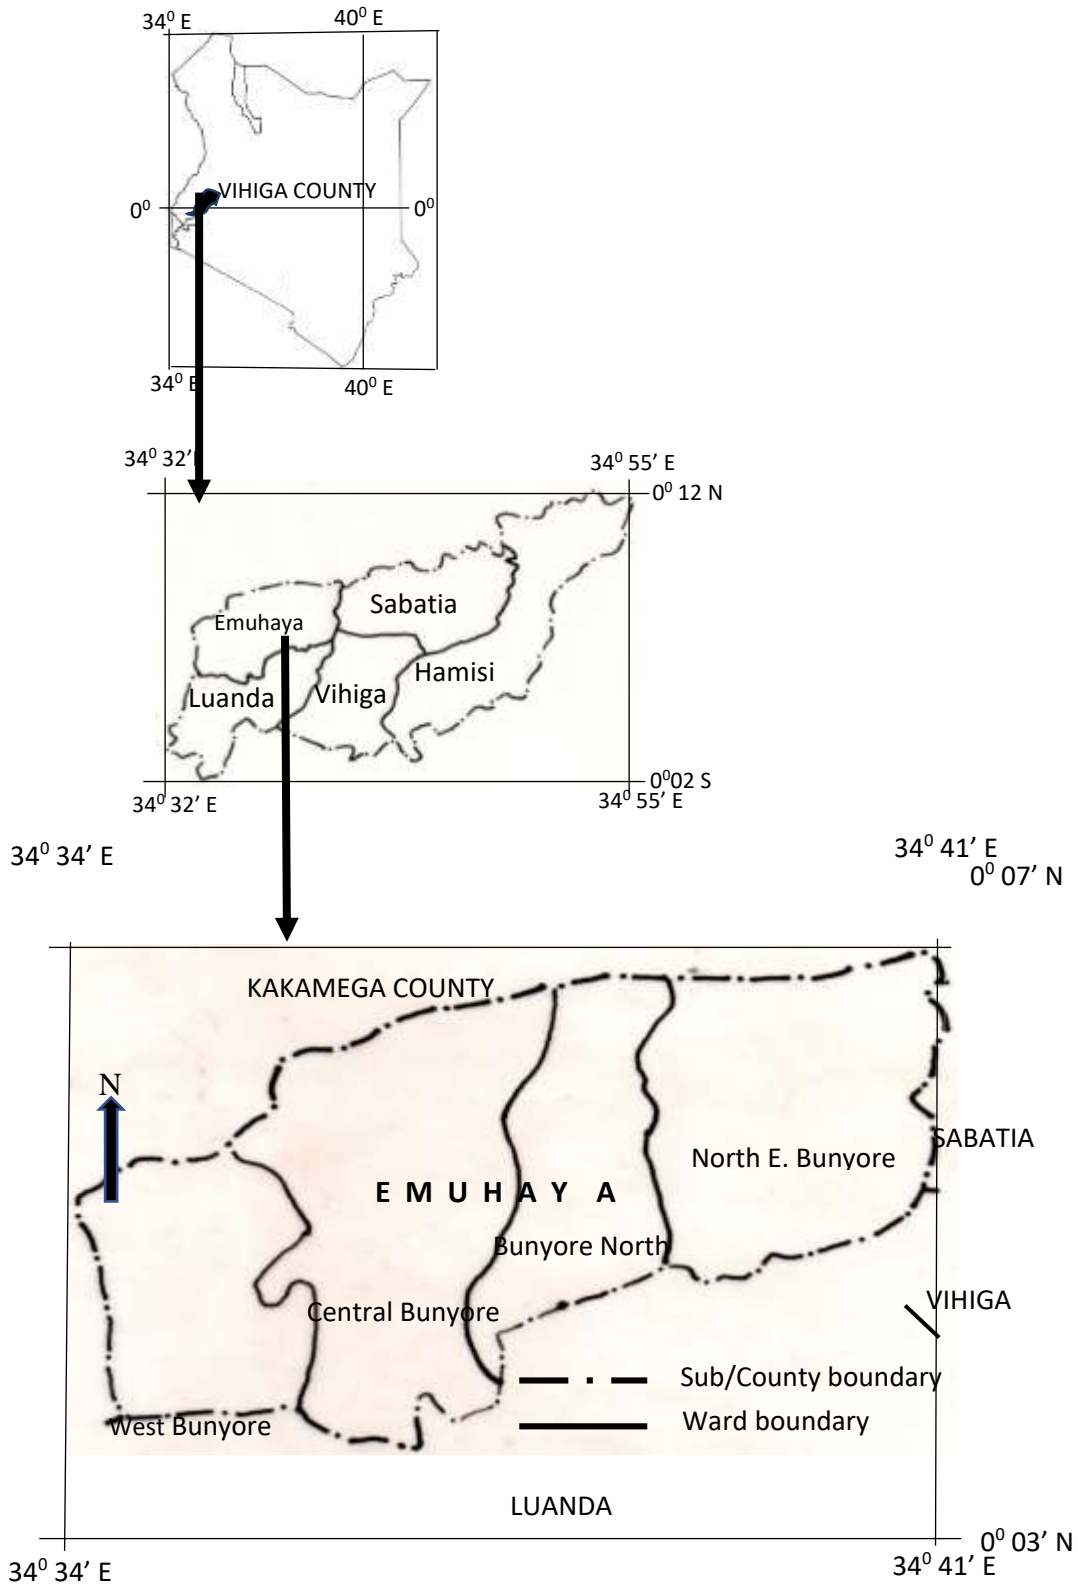 34⁰ E 40⁰ E
VIHIGA COUNTY
0⁰ 0⁰
34⁰ E 40⁰ E
34⁰ 32' 34⁰ 55' E
0⁰ 12 N
Sabatia
Emuhaya
Hamisi
Luanda Vihiga
0⁰02 S
34⁰ 32' E 34⁰ 55' E
34⁰ 34' E 34⁰ 41' E
0⁰ 07' N
KAKAMEGA COUNTY
N
SABATIA
North E. Bunyore
E M U H A Y A
Bunyore North
VIHIGA
Central Bunyore
Sub/County boundary
Ward boundary
West Bunyore
LUANDA
0⁰ 03' N
34⁰ 34' E 34⁰ 41' E